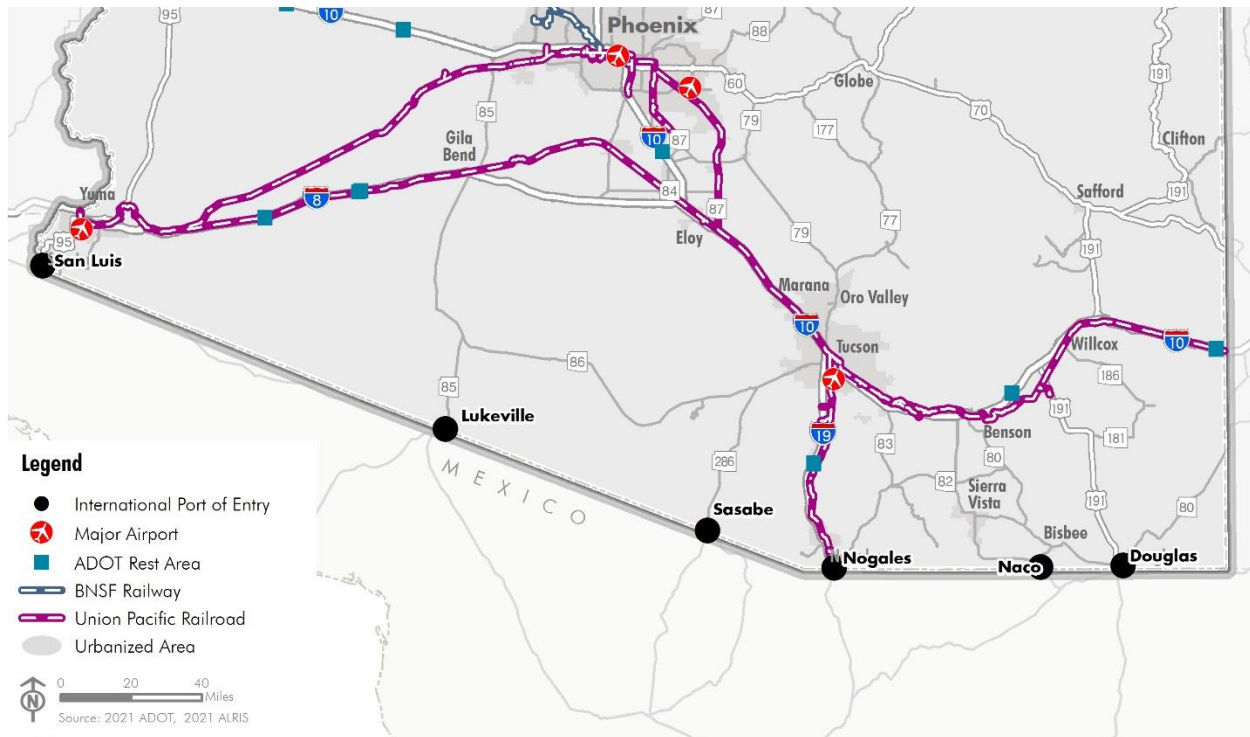 95
10
Phoenix
87
88
60
Globe
191
85
79
70
Gila
Bend
10
87
177
Clifton
8
84
191
Yuma
Safford
87
77
95
Eloy
79
191
San Luis
Marana
Oro Valley
10
Tucson
Willcox
10
86
186
85
191
Lukeville
19
83
Benson
181
80
MEXICO
286
82
Sierra
Vista
191
80
Sasabe
Bisbee
Nogales
Naco
Douglas
Legend
International Port of Entry
Major Airport
ADOT Rest Area
BNSF Railway
Union Pacific Railroad
Urbanized Area
N
0 20 40
Miles
Source: 2021 ADOT, 2021 ALRIS